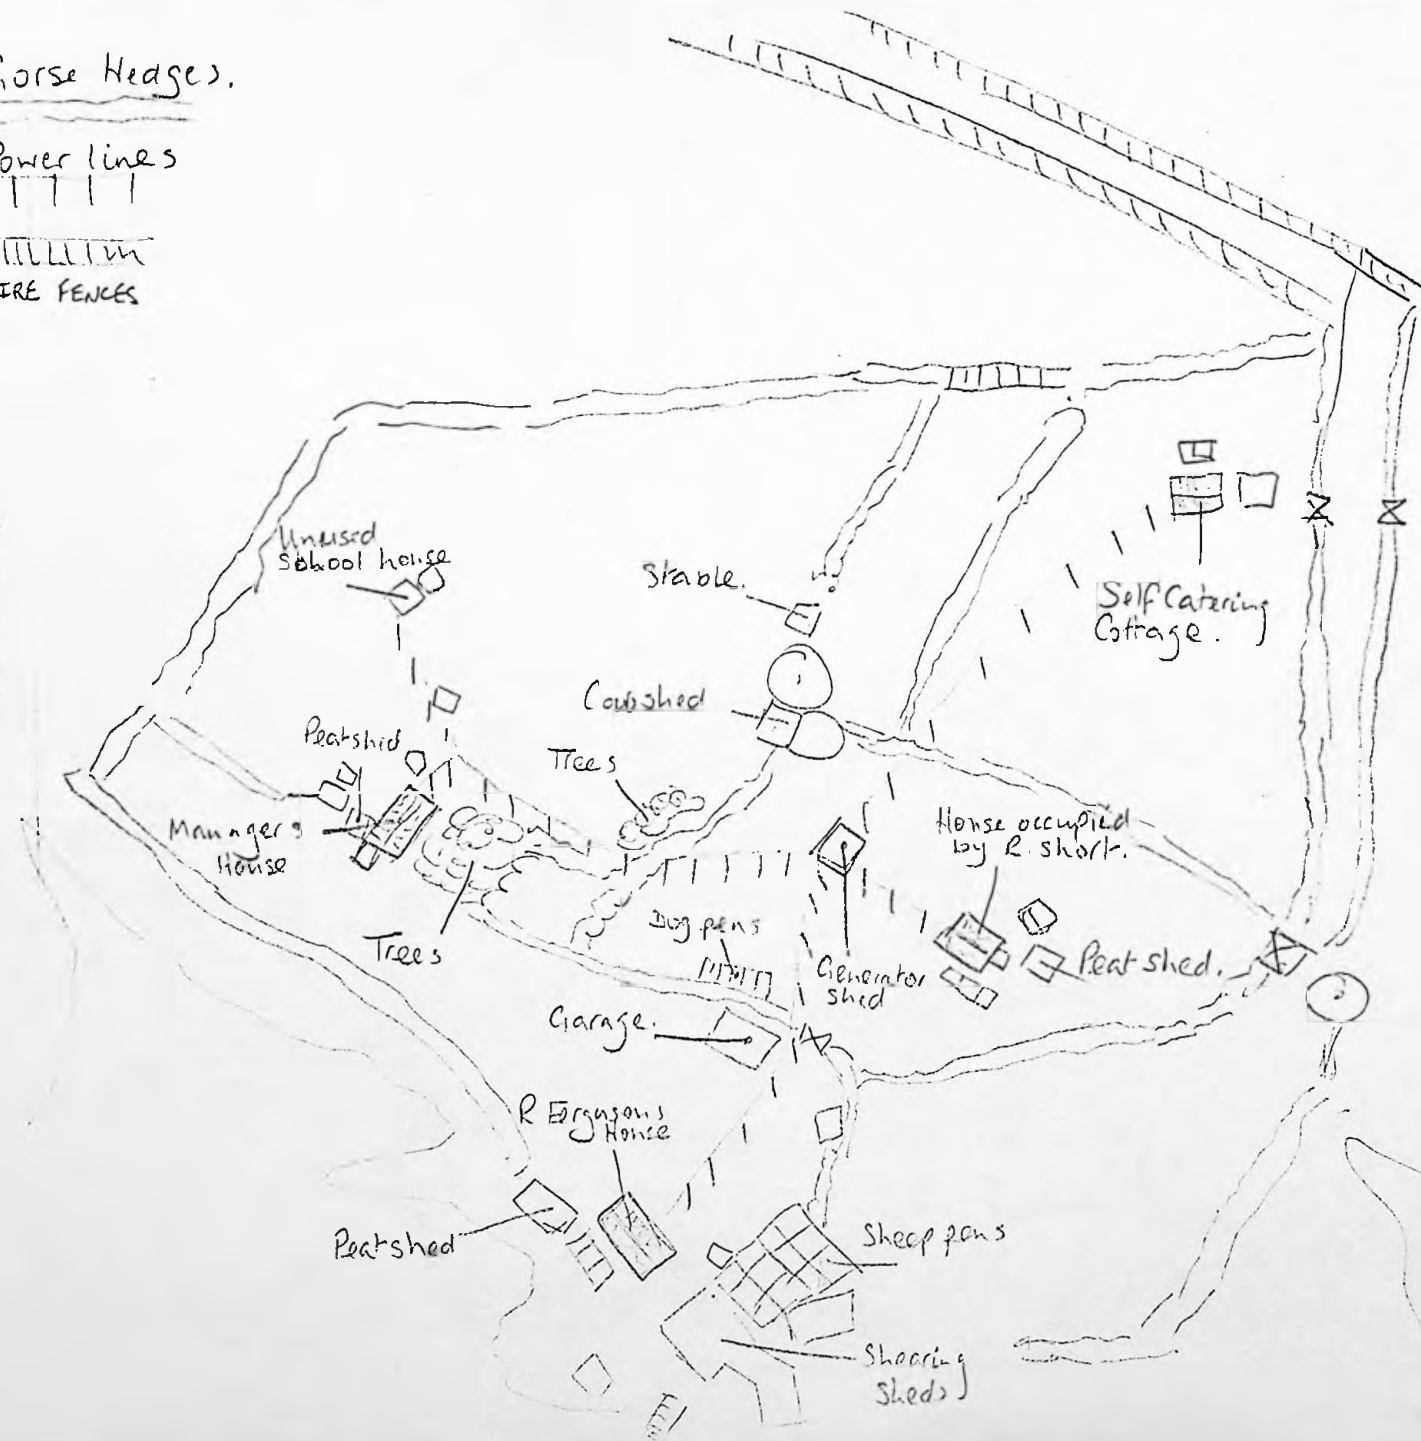 Gorse Hedges.
Power lines
WIRE FENCES
Unused
School house
Stable.
Self Catering
Cottage.
Cowshed
Peatshed
Trees
Trees
Managers
House
House occupied
by R. Short.
Trees
Dog pens
Generator
shed
Peat shed.
Garage.
R Fergusons
House
Peatshed
Sheep pens
Shearing
Sheds